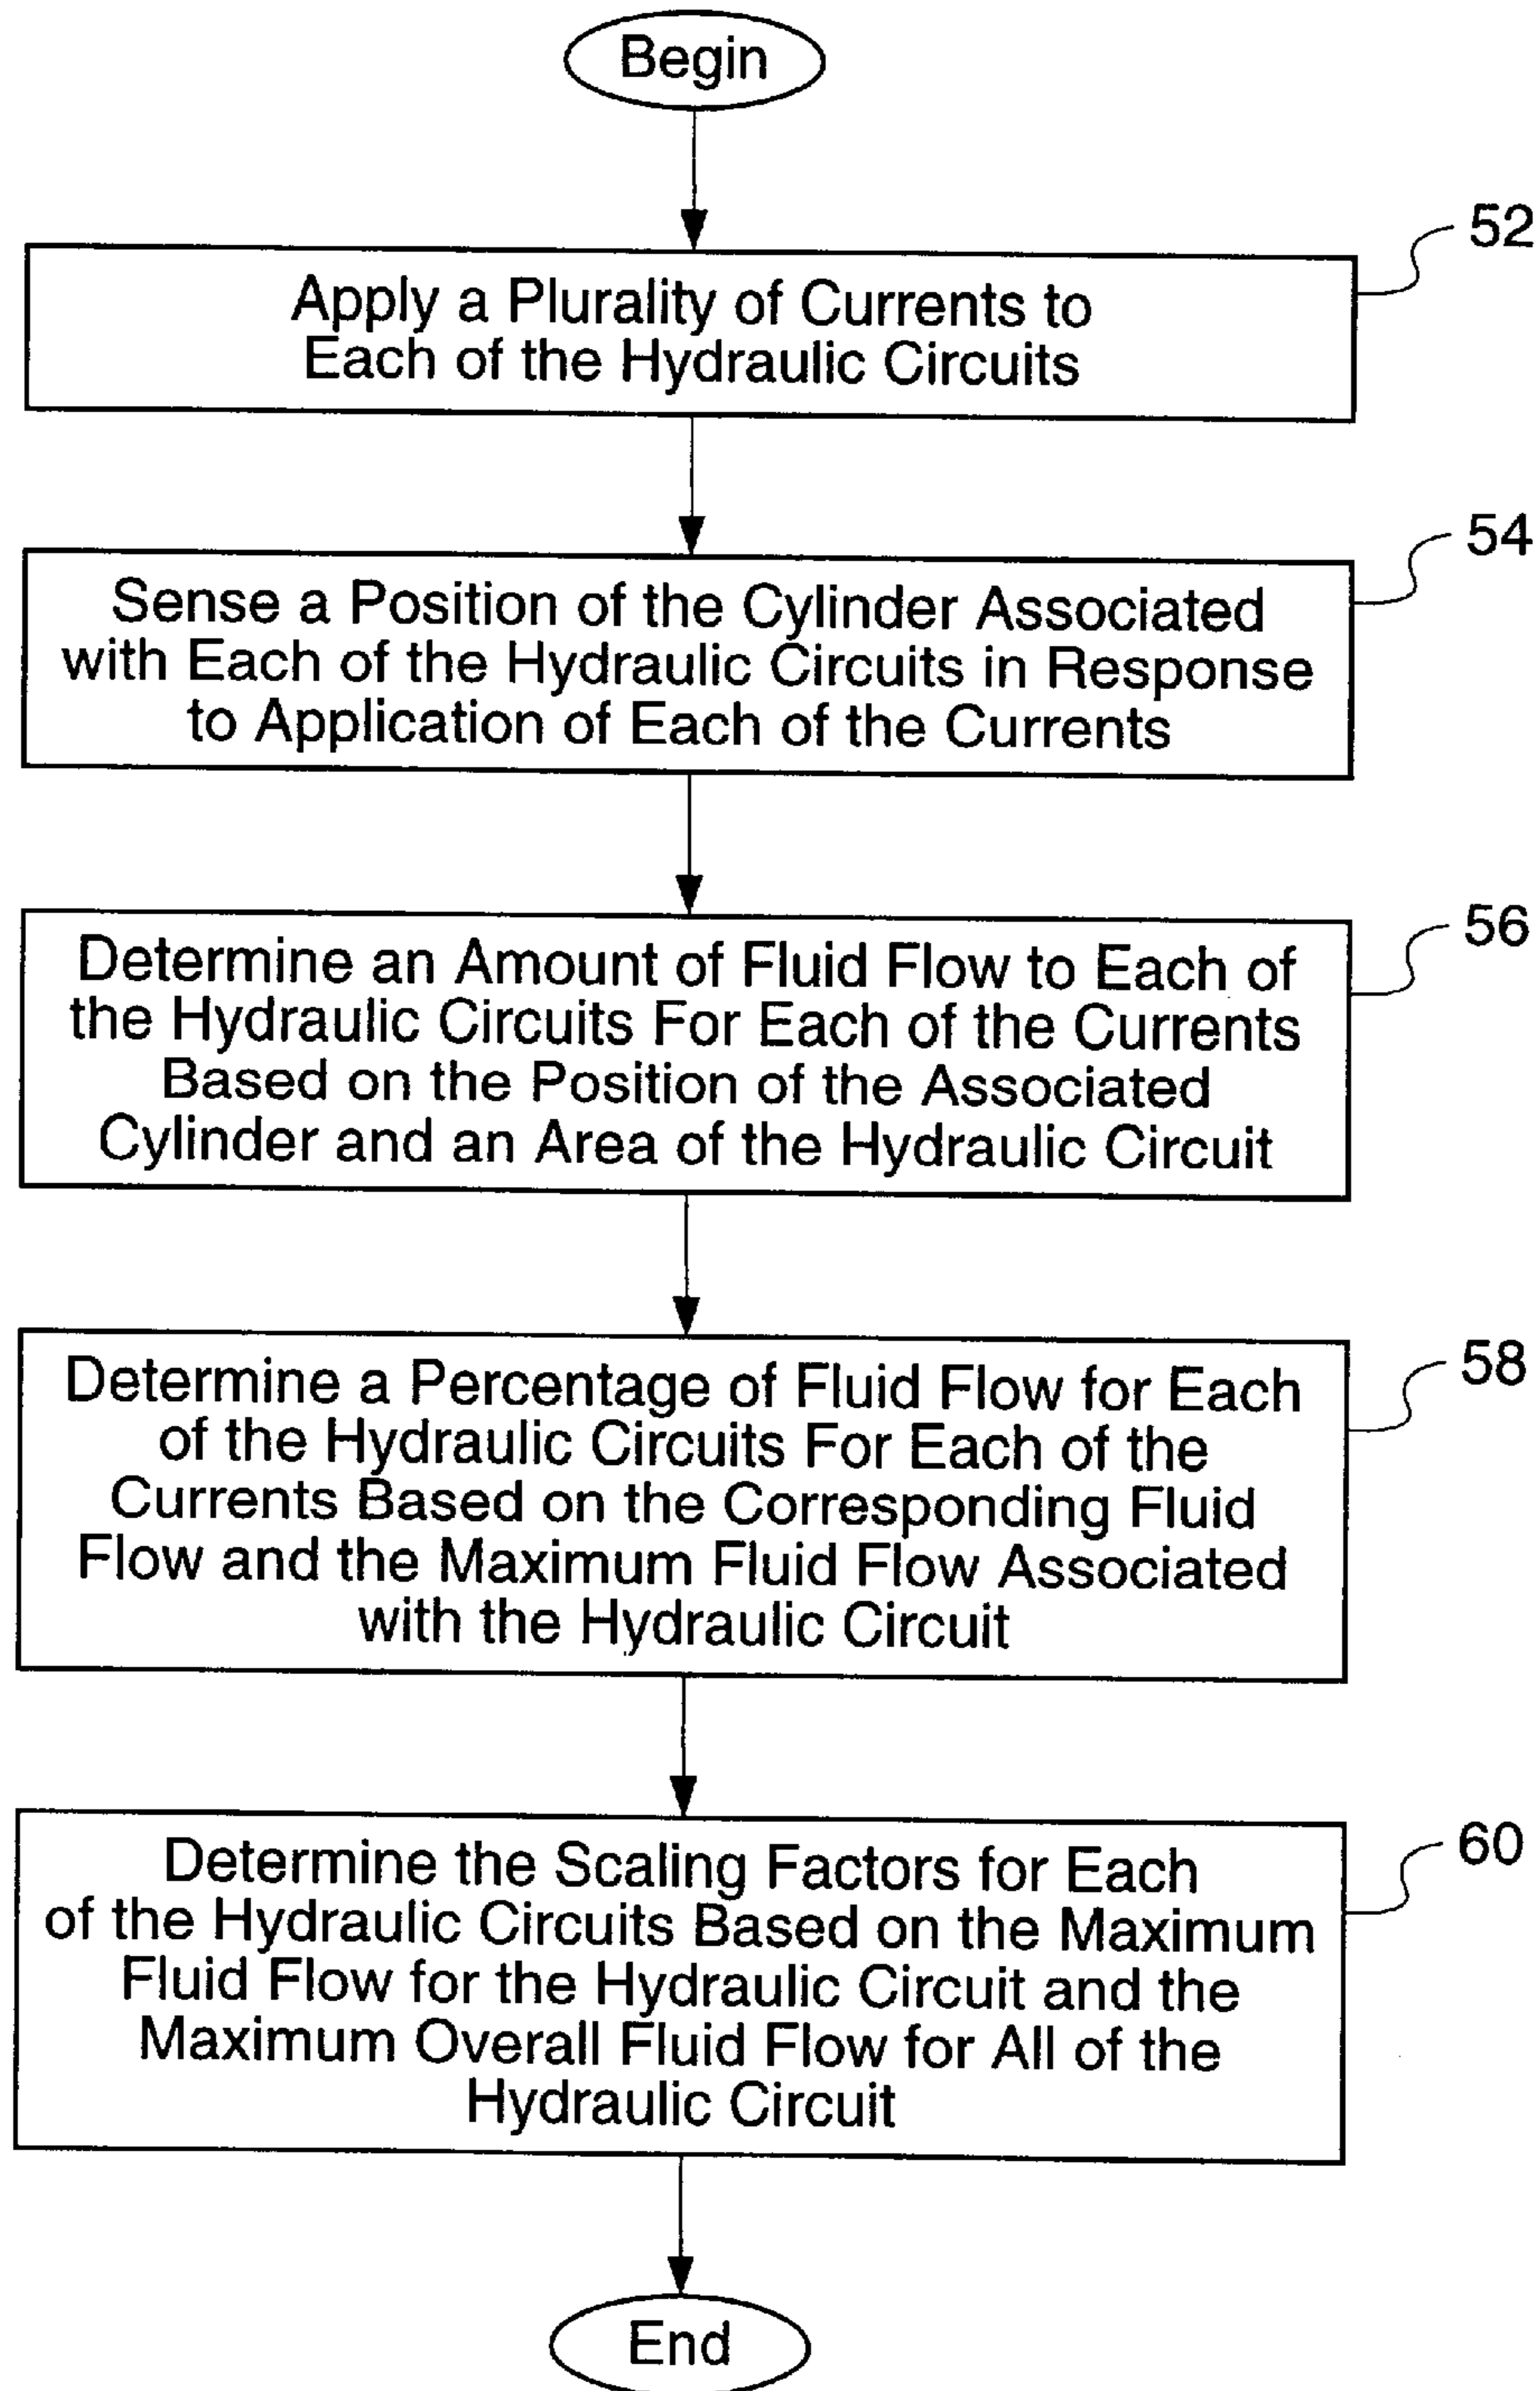 Begin
52
Apply a Plurality of Currents to
Each of the Hydraulic Circuits
54
Sense a Position of the Cylinder Associated
with Each of the Hydraulic Circuits in Response
to Application of Each of the Currents
56
Determine an Amount of Fluid Flow to Each of
the Hydraulic Circuits For Each of the Currents
Based on the Position of the Associated
Cylinder and an Area of the Hydraulic Circuit
58
Determine a Percentage of Fluid Flow for Each
of the Hydraulic Circuits For Each of the
Currents Based on the Corresponding Fluid
Flow and the Maximum Fluid Flow Associated
with the Hydraulic Circuit
60
Determine the Scaling Factors for Each
of the Hydraulic Circuits Based on the Maximum
Fluid Flow for the Hydraulic Circuit and the
Maximum Overall Fluid Flow for All of the
Hydraulic Circuit
End